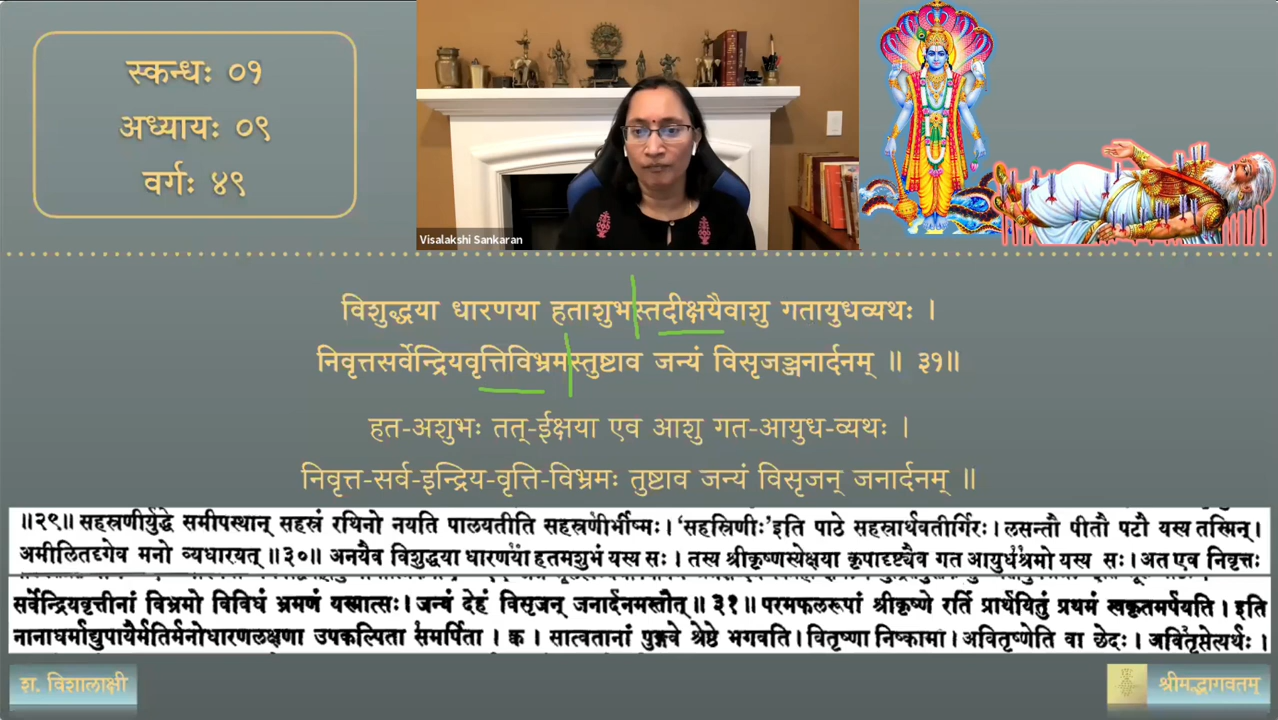 स्कन्धः ०१
अध्यायः ०९
वर्गः ४९
Visalakshi Sankaran
विशुद्धया धारणया हताशुभस्तदीक्षयैवाशु गतायुधव्यथः ।
निवृत्तसर्वेन्द्रियवृत्तिविभ्रमस्तुष्टाव जन्यं विसृजञ्जनार्दनम् ॥ ३१॥
हत-अशुभः तत्-ईक्षया एव आशु गत-आयुध-व्यथः ।
निवृत्त-सर्व-इन्द्रिय-वृत्ति-विभ्रमः तुष्टाव जन्यं विसृजन् जनार्दनम् ॥
॥२९॥ सहस्रणीर्युद्धे समीपस्थान् सहस्रं रथिनो नयति पालयतीति सहस्रणीर्भीष्मः । ‘सहस्रिणीः’इति पाठे सहस्रार्थवतीर्गिरः। लसन्तौ पीतौ पटौ यस्य तस्मिन् ।
अमीलितदृगेव मनो व्यधारयत् ॥३०॥ अनयैव विशुद्धया धारणया हतमशुभं यस्य सः । तस्य श्रीकृष्णस्येक्षया कृपादृष्ट्यैव गत आयुधश्रमो यस्य सः । अत एव निवृत्तः
सर्वेन्द्रियवृत्तीनां विभ्रमो विविधं भ्रमणं यस्मात्सः । जन्यं देहं विसृजन् जनार्दनमस्तौत् ॥ ३१॥ परमफलरूपां श्रीकृष्णे रतिं प्रार्थयितुं प्रथमं स्वकृतमर्पयति । इति
नानाधर्माद्युपायैर्मतिर्मनोधारणलक्षणा उपकल्पिता समर्पिता । क्व । सात्वतानां पुङ्गवे श्रेष्ठे भगवति । वितृष्णा निष्कामा । अवितृष्णेति वा छेदः । अवितृप्तेत्यर्थः ।
श. विशालाक्षी
श्रीमद्भागवतम्